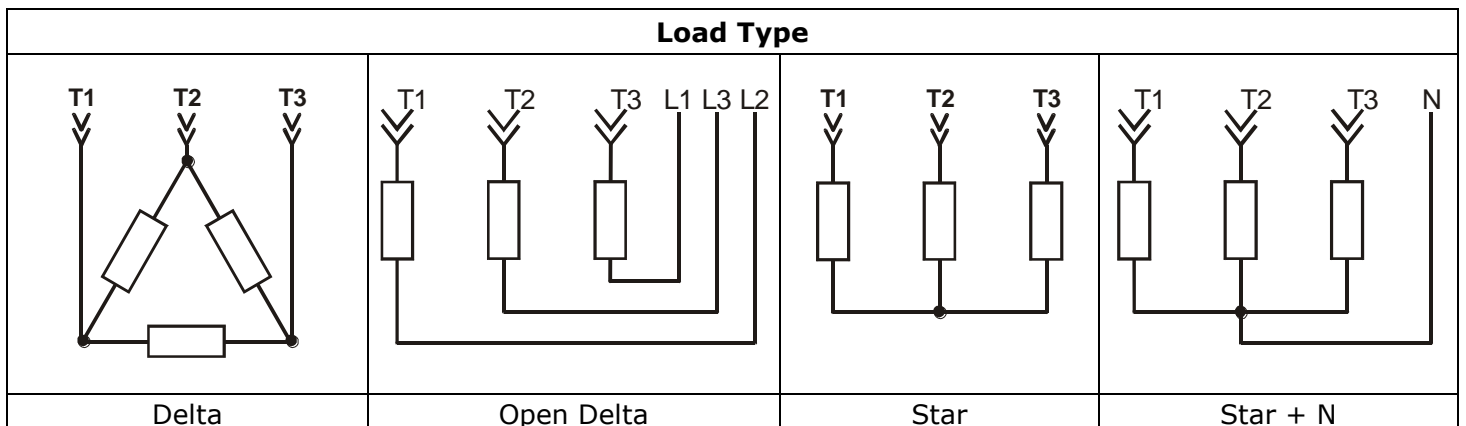 Load Type
T1 T2 T3
T1 T2 T3 L1 L3 L2
T1 T2 T3
T1 T2 T3 N
Delta
Open Delta
Star
Star + N